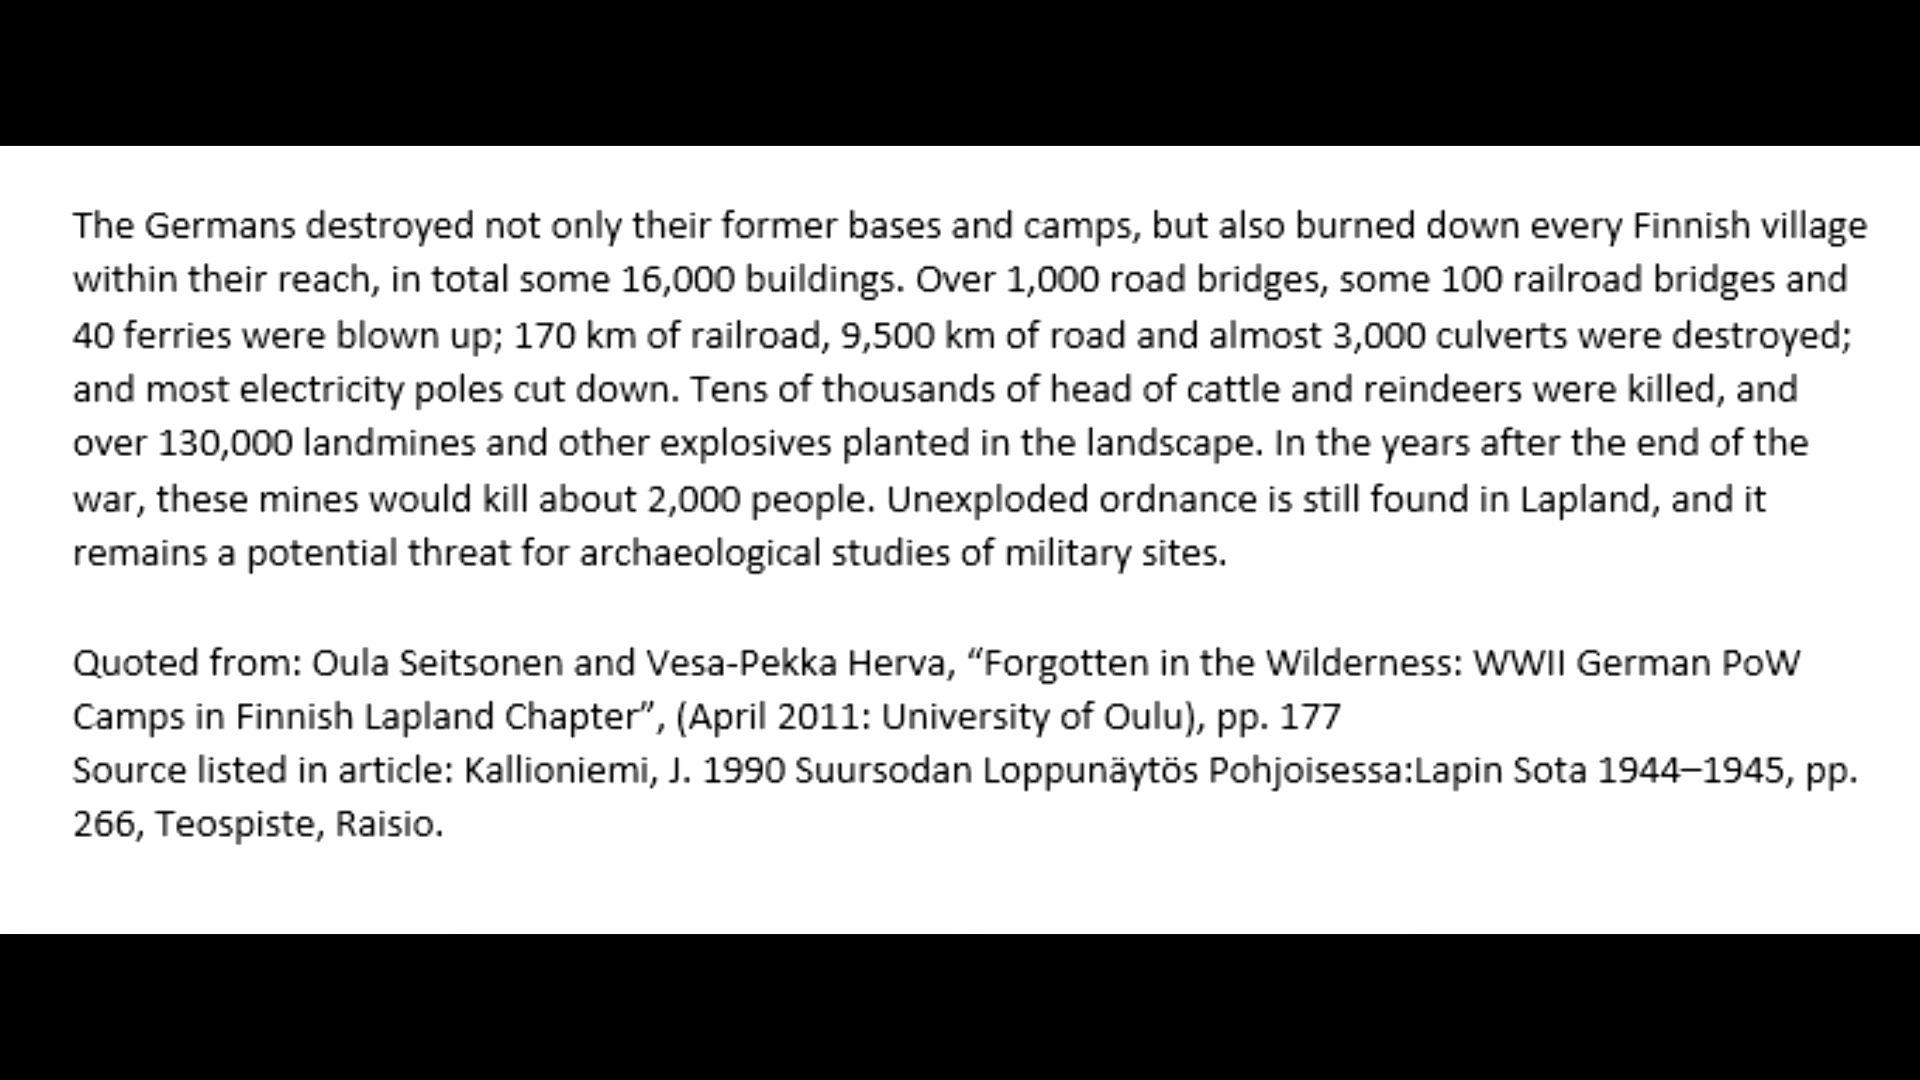 The Germans destroyed not only their former bases and camps, but also burned down every Finnish village
within their reach, in total some 16,000 buildings. Over 1,000 road bridges, some 100 railroad bridges and
40 ferries were blown up; 170 km of railroad, 9,500 km of road and almost 3,000 culverts were destroyed;
and most electricity poles cut down. Tens of thousands of head of cattle and reindeers were killed, and
over 130,000 landmines and other explosives planted in the landscape. In the years after the end of the
war, these mines would kill about 2,000 people. Unexploded ordnance is still found in Lapland, and it
remains a potential threat for archaeological studies of military sites.
Quoted from: Oula Seitsonen and Vesa-Pekka Herva, “Forgotten in the Wilderness: WWII German PoW
Camps in Finnish Lapland Chapter”, (April 2011: University of Oulu), pp. 177
Source listed in article: Kallioniemi, J. 1990 Suursodan Loppunäytös Pohjoisessa:Lapin Sota 1944–1945, pp.
266, Teospiste, Raisio.